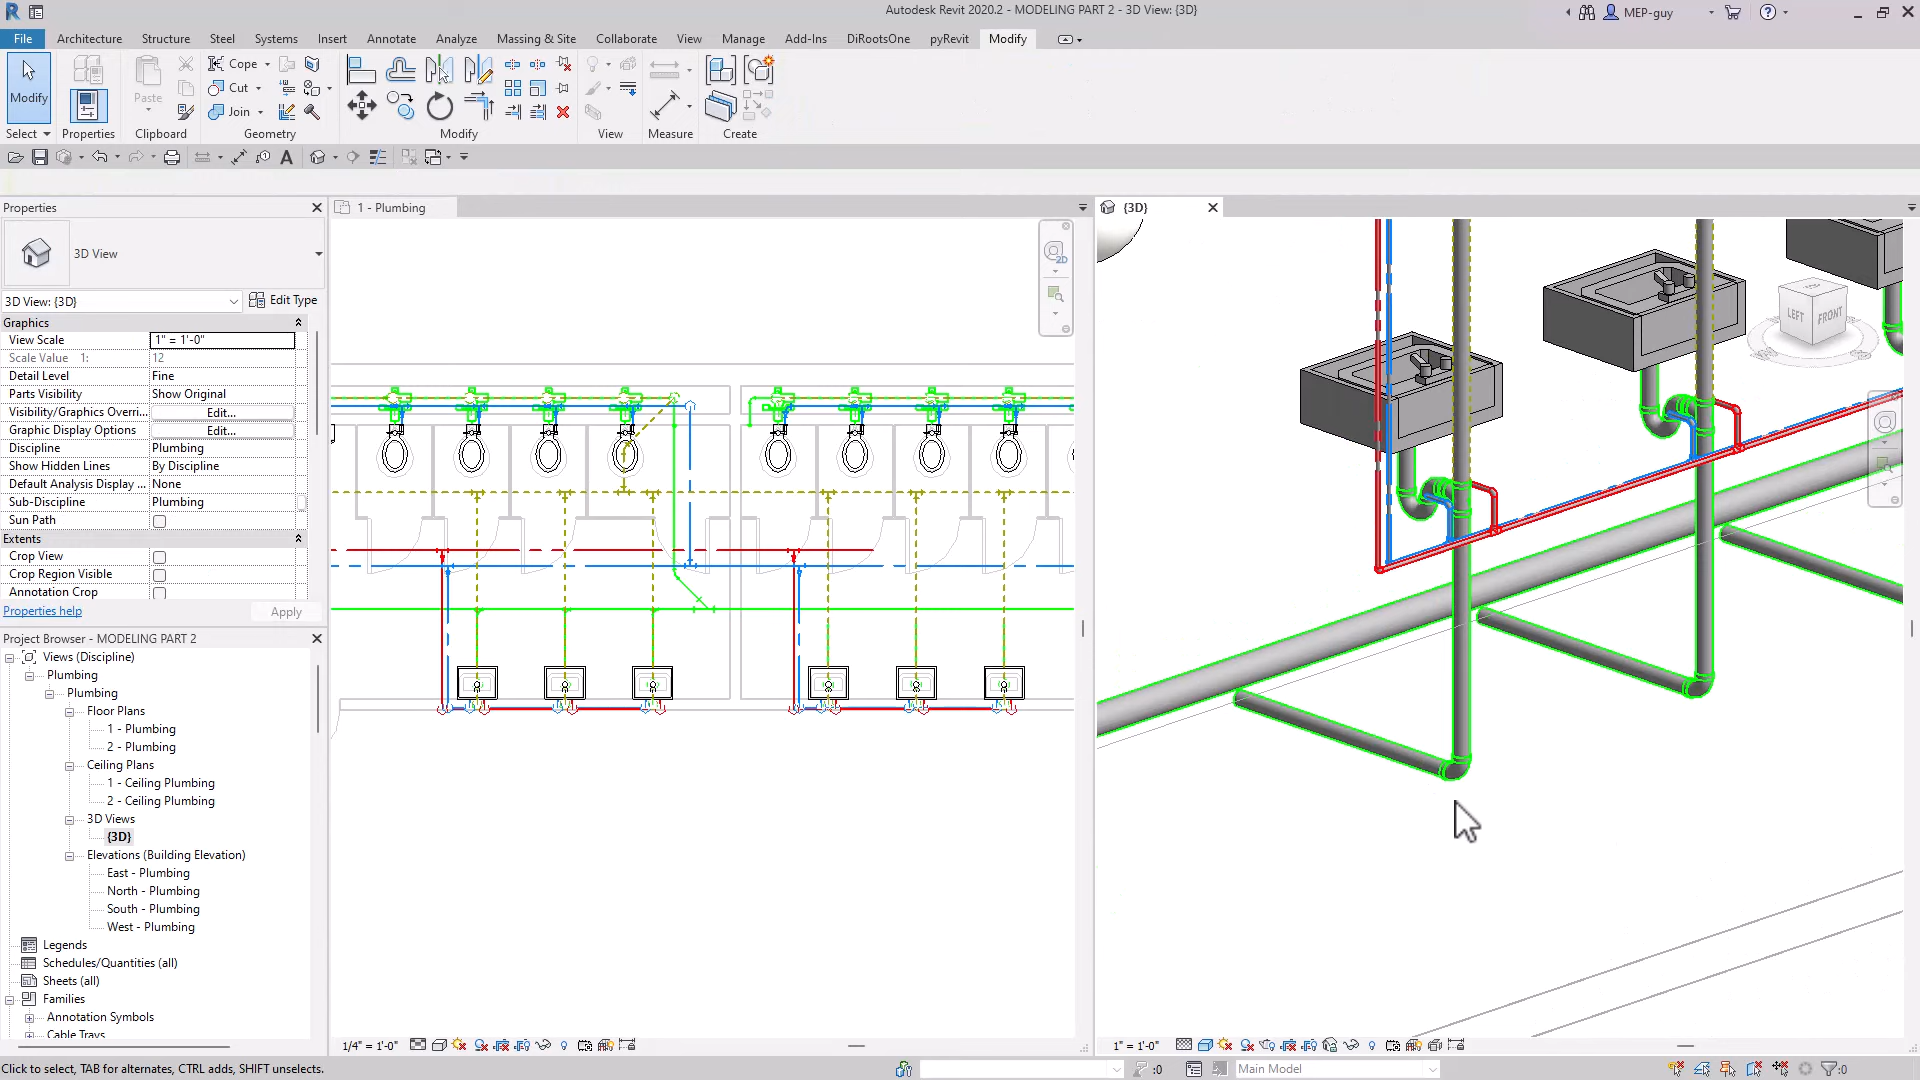 Autodesk Revit 2020.2 - MODELING PART 2 - 3D View: {3D}
MEP-guy
File Architecture Structure Steel Systems Insert Annotate Analyze Massing & Site Collaborate View Manage Add-Ins DiRootsOne pyRevit Modify
Modify
Paste
Cope
Cut
Join
Select Properties Clipboard Geometry Modify View Measure Create
Properties
3D View
3D View: {3D}
Edit Type
Graphics
View Scale 1" = 1'-0"
Scale Value 1: 12
Detail Level Fine
Parts Visibility Show Original
Visibility/Graphics Overri... Edit...
Graphic Display Options Edit...
Discipline Plumbing
Show Hidden Lines By Discipline
Default Analysis Display ... None
Sub-Discipline Plumbing
Sun Path
Extents
Crop View
Crop Region Visible
Annotation Crop
Properties help
Apply
Project Browser - MODELING PART 2
Views (Discipline)
Plumbing
Plumbing
Floor Plans
1 - Plumbing
2 - Plumbing
Ceiling Plans
1 - Ceiling Plumbing
2 - Ceiling Plumbing
3D Views
{3D}
Elevations (Building Elevation)
East - Plumbing
North - Plumbing
South - Plumbing
West - Plumbing
Legends
Schedules/Quantities (all)
Sheets (all)
Families
Annotation Symbols
Cable Trays
1 - Plumbing
2D
1/4" = 1'-0"
{3D}
LEFT
FRONT
1" = 1'-0"
Click to select, TAB for alternates, CTRL adds, SHIFT unselects.
:0
Main Model
:0